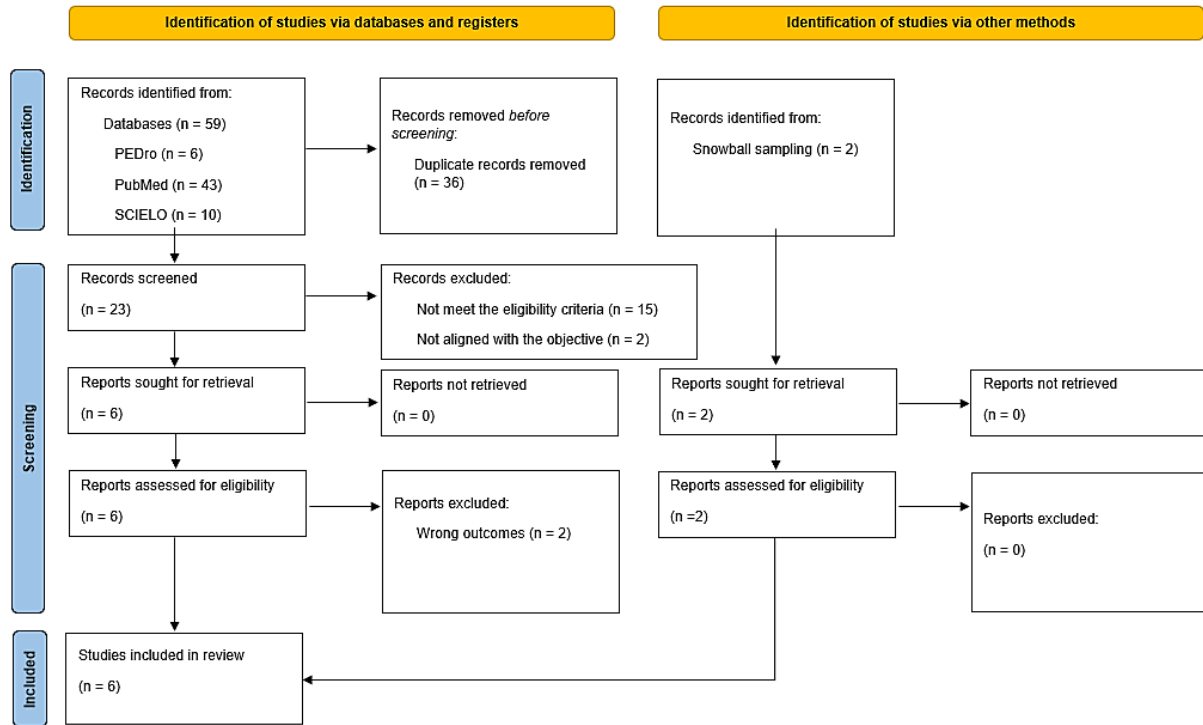 Identification of studies via databases and registers
Identification of studies via other methods
Identification
Records identified from:
Databases (n = 59)
PEDro (n = 6)
PubMed (n = 43)
SCIELO (n = 10)
Records removed before
screening:
Duplicate records removed
(n = 36)
Records identified from:
Snowball sampling (n = 2)
Screening
Records screened
(n = 23)
Records excluded:
Not meet the eligibility criteria (n = 15)
Not aligned with the objective (n = 2)
Reports sought for retrieval
(n = 6)
Reports not retrieved
(n = 0)
Reports sought for retrieval
(n = 2)
Reports not retrieved
(n = 0)
Reports assessed for eligibility
(n = 6)
Reports excluded:
Wrong outcomes (n = 2)
Reports assessed for eligibility
(n =2)
Reports excluded:
(n = 0)
Included
Studies included in review
(n = 6)